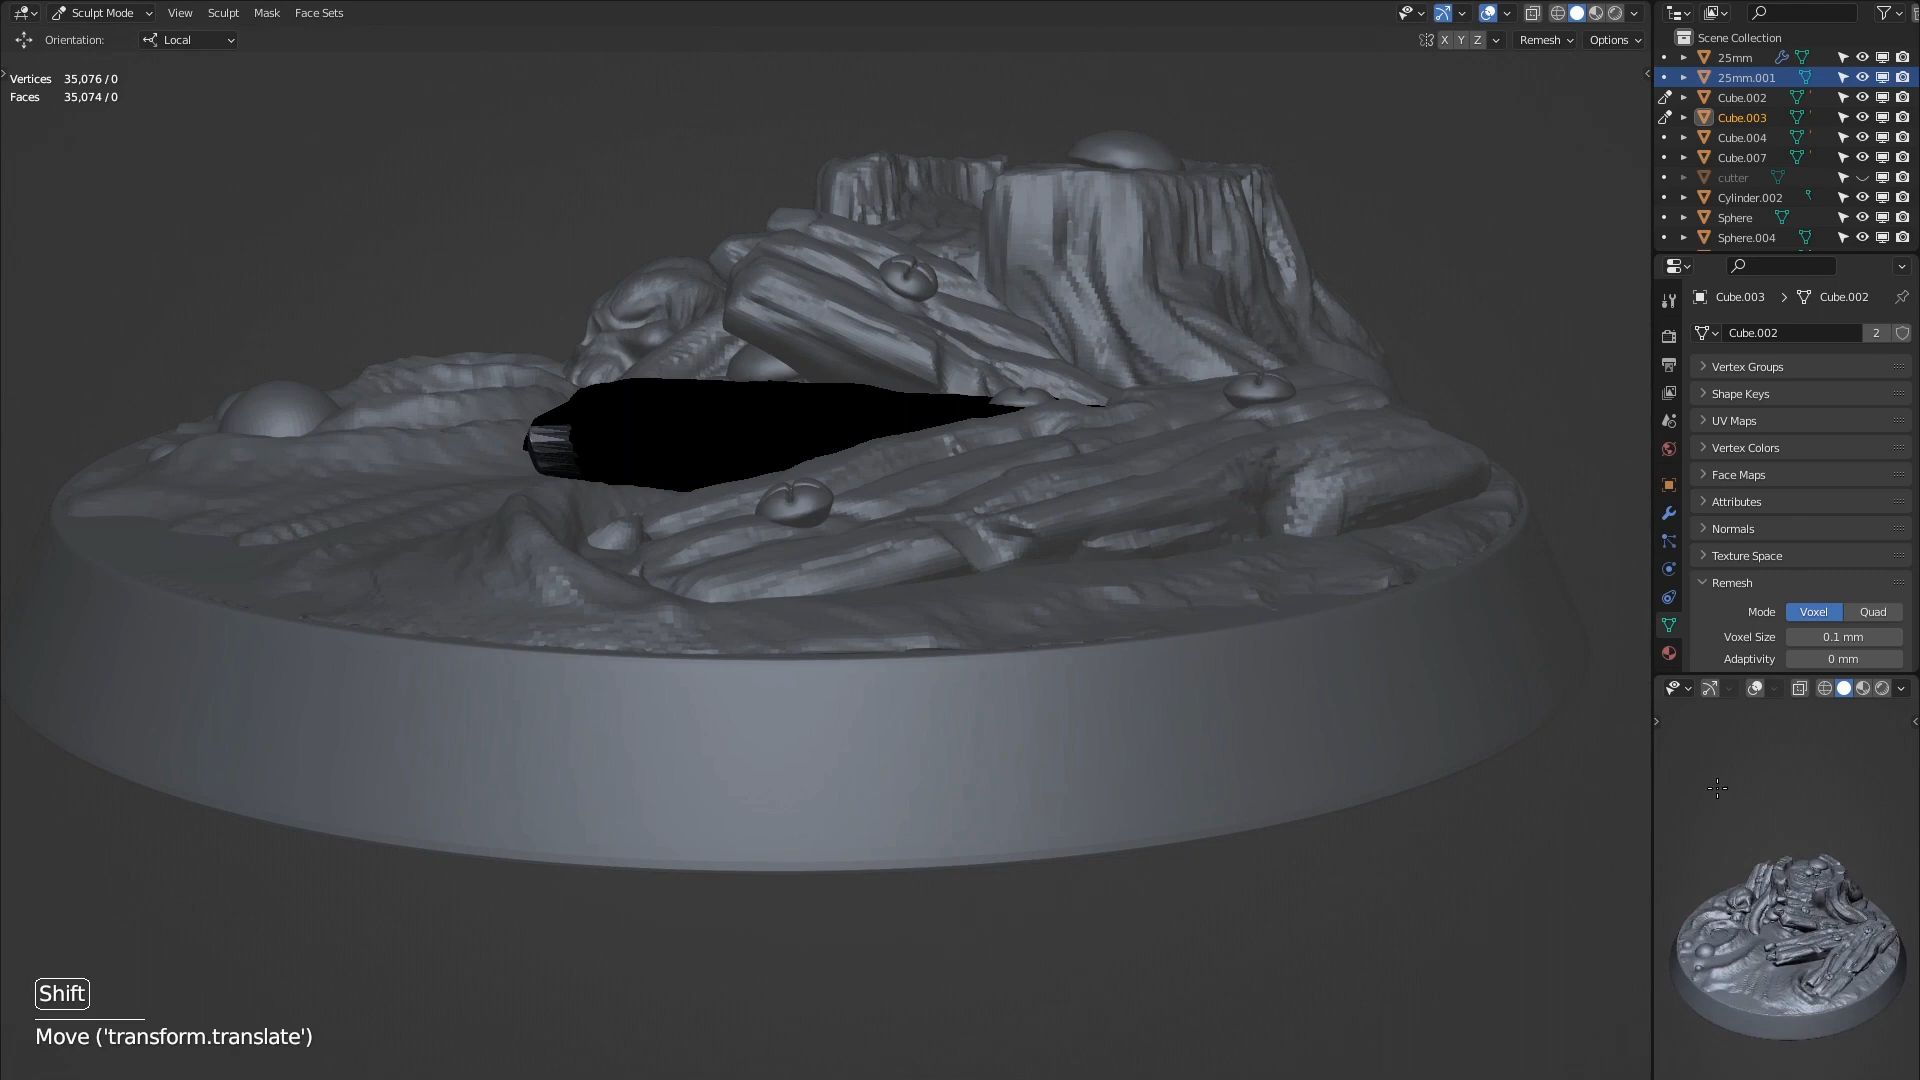 Sculpt Mode View Sculpt Mask Face Sets
Orientation: Local X Y Z Remesh Options
Vertices 35,076 / 0
Faces 35,074 / 0
Scene Collection
25mm
25mm.001
Cube.002
Cube.003
Cube.004
Cube.007
cutter
Cylinder.002
Sphere
Sphere.004
Cube.003 Cube.002
Cube.002 2
Vertex Groups
Shape Keys
UV Maps
Vertex Colors
Face Maps
Attributes
Normals
Texture Space
Remesh
Mode Voxel Quad
Voxel Size 0.1 mm
Adaptivity 0 mm
Shift
Move ('transform.translate')